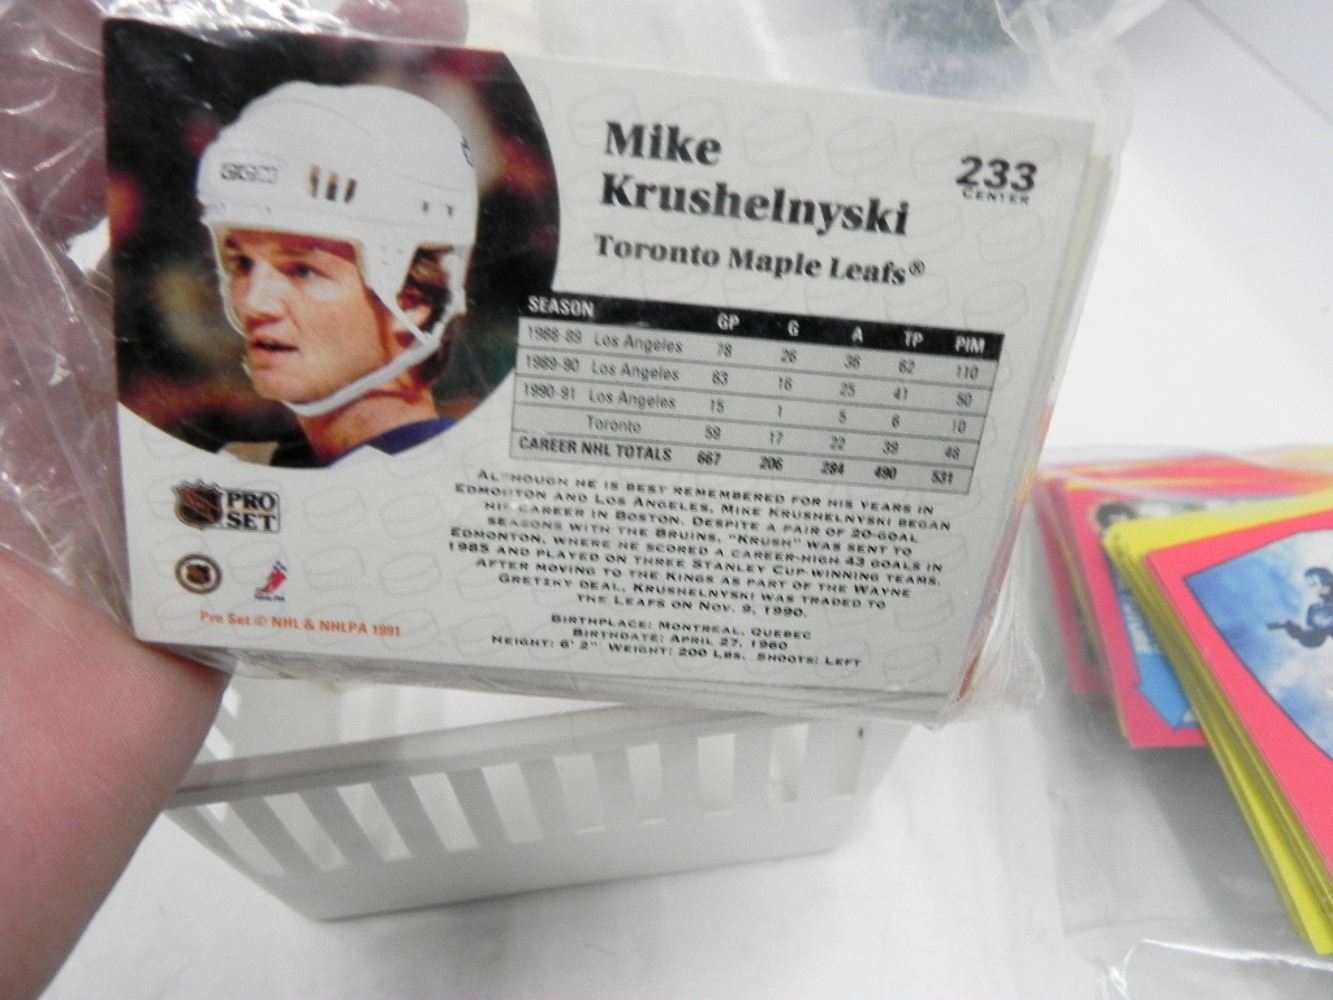 CCM
Mike
Krushelnyski
233
CENTER
Toronto Maple Leafs®
SEASON GP G A TP PIM
1988-89 Los Angeles 78 26 36 62 110
1989-90 Los Angeles 63 16 25 41 50
1990-91 Los Angeles 15 1 5 6 10
Toronto 59 17 22 39 48
CAREER NHL TOTALS 667 206 284 490 531
ALTHOUGH HE IS BEST REMEMBERED FOR HIS YEARS IN
EDMONTON AND LOS ANGELES, MIKE KRUSHELNYSKI BEGAN
HIS CAREER IN BOSTON. DESPITE A PAIR OF 20-GOAL
SEASONS WITH THE BRUINS, "KRUSH" WAS SENT TO
EDMONTON, WHERE HE SCORED A CAREER-HIGH 43 GOALS IN
1985 AND PLAYED ON THREE STANLEY CUP-WINNING TEAMS.
AFTER MOVING TO THE KINGS AS PART OF THE WAYNE
GRETZKY DEAL, KRUSHELNYSKI WAS TRADED TO
THE LEAFS ON NOV. 9, 1990.
BIRTHPLACE: MONTREAL, QUEBEC
BIRTHDATE: APRIL 27, 1960
HEIGHT: 6' 2" WEIGHT: 200 LBS. SHOOTS: LEFT
PRO
SET
Pro Set © NHL & NHLPA 1991